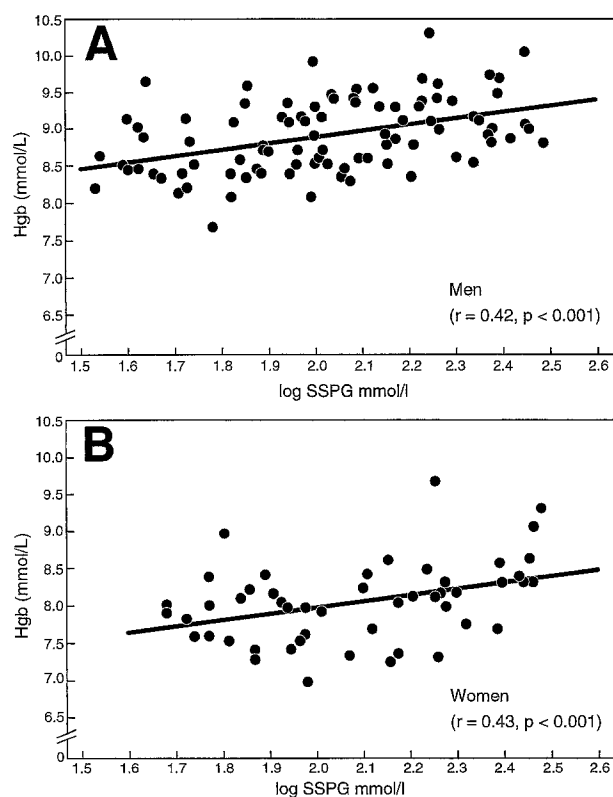 A
10.5
10.0
9.5
9.0
8.5
8.0
7.5
7.0
6.5
0
Hgb (mmol/L)
Men
(r = 0.42, p < 0.001)
1.5 1.6 1.7 1.8 1.9 2.0 2.1 2.2 2.3 2.4 2.5 2.6
log SSPG mmol/l
B
10.5
10.0
9.5
9.0
8.5
8.0
7.5
7.0
6.5
0
Hgb (mmol/L)
Women
(r = 0.43, p < 0.001)
1.5 1.6 1.7 1.8 1.9 2.0 2.1 2.2 2.3 2.4 2.5 2.6
log SSPG mmol/l